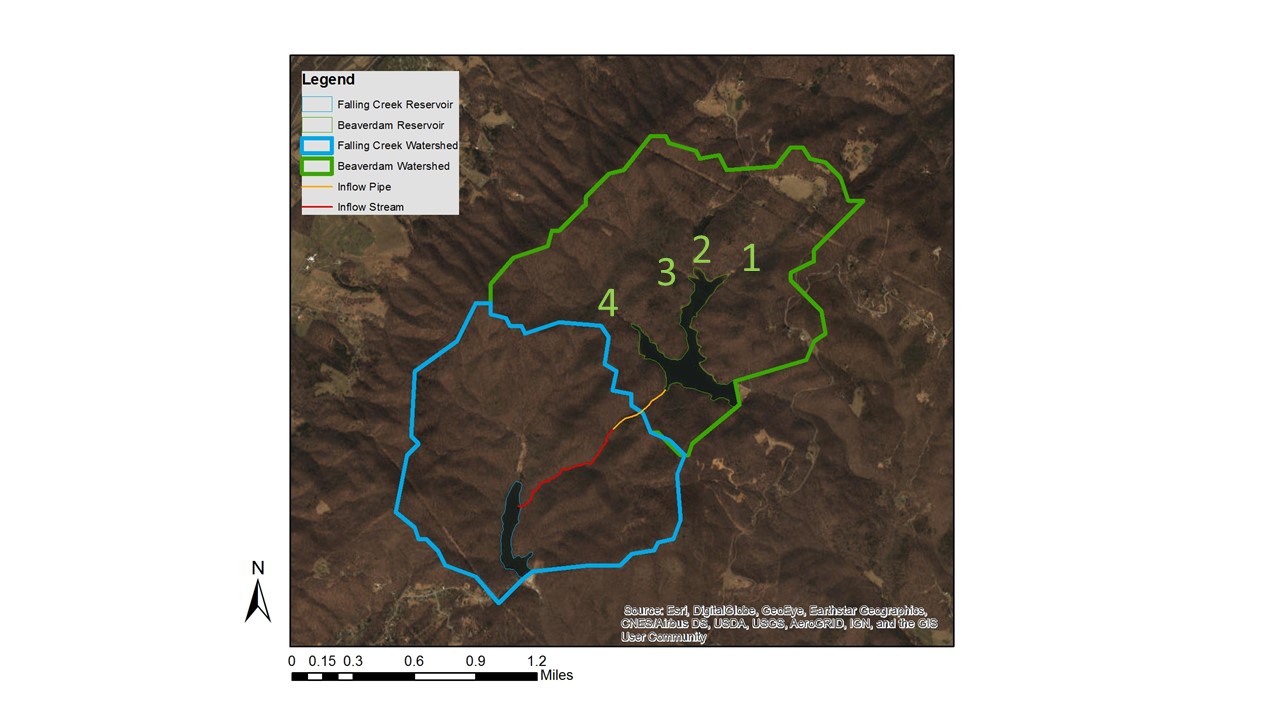 Legend
Falling Creek Reservoir
Beaverdam Reservoir
Falling Creek Watershed
Beaverdam Watershed
Inflow Pipe
Inflow Stream
2
1
3
4
N
Source: Esri, DigitalGlobe, GeoEye, Earthstar Geographics,
CNES/Airbus DS, USDA, USGS, AeroGRID, IGN, and the GIS
User Community
0 0.15 0.3 0.6 0.9 1.2
Miles